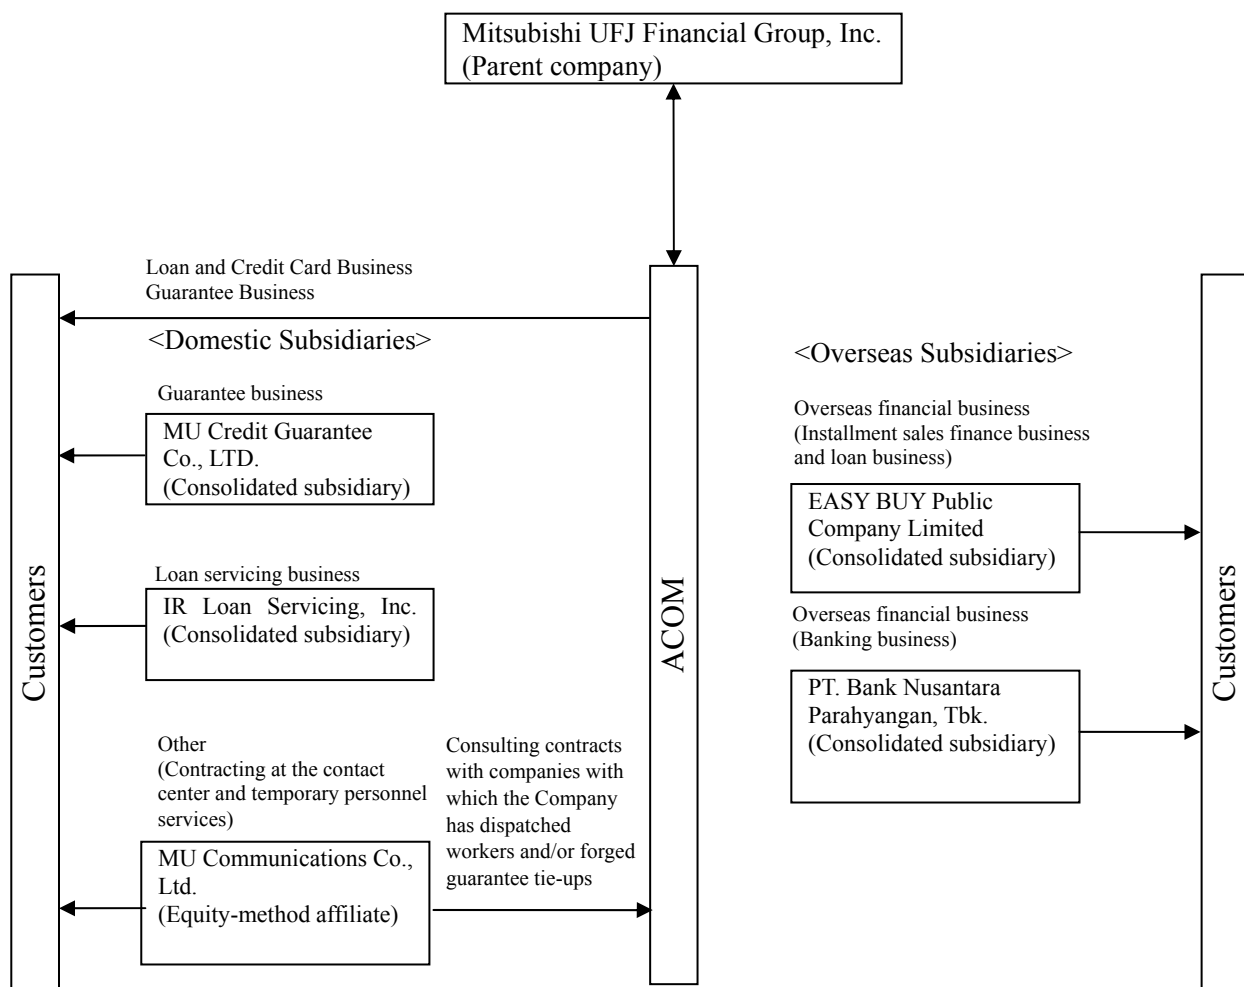 Mitsubishi UFJ Financial Group, Inc.
(Parent company)
Loan and Credit Card Business
Guarantee Business
<Domestic Subsidiaries>
Guarantee business
MU Credit Guarantee
Co., LTD.
(Consolidated subsidiary)
Loan servicing business
IR Loan Servicing, Inc.
(Consolidated subsidiary)
Other
(Contracting at the contact
center and temporary personnel
services)
MU Communications Co.,
Ltd.
(Equity-method affiliate)
Consulting contracts
with companies with
which the Company
has dispatched
workers and/or forged
guarantee tie-ups
Customers
ACOM
<Overseas Subsidiaries>
Overseas financial business
(Installment sales finance business
and loan business)
EASY BUY Public
Company Limited
(Consolidated subsidiary)
Overseas financial business
(Banking business)
PT. Bank Nusantara
Parahyangan, Tbk.
(Consolidated subsidiary)
Customers